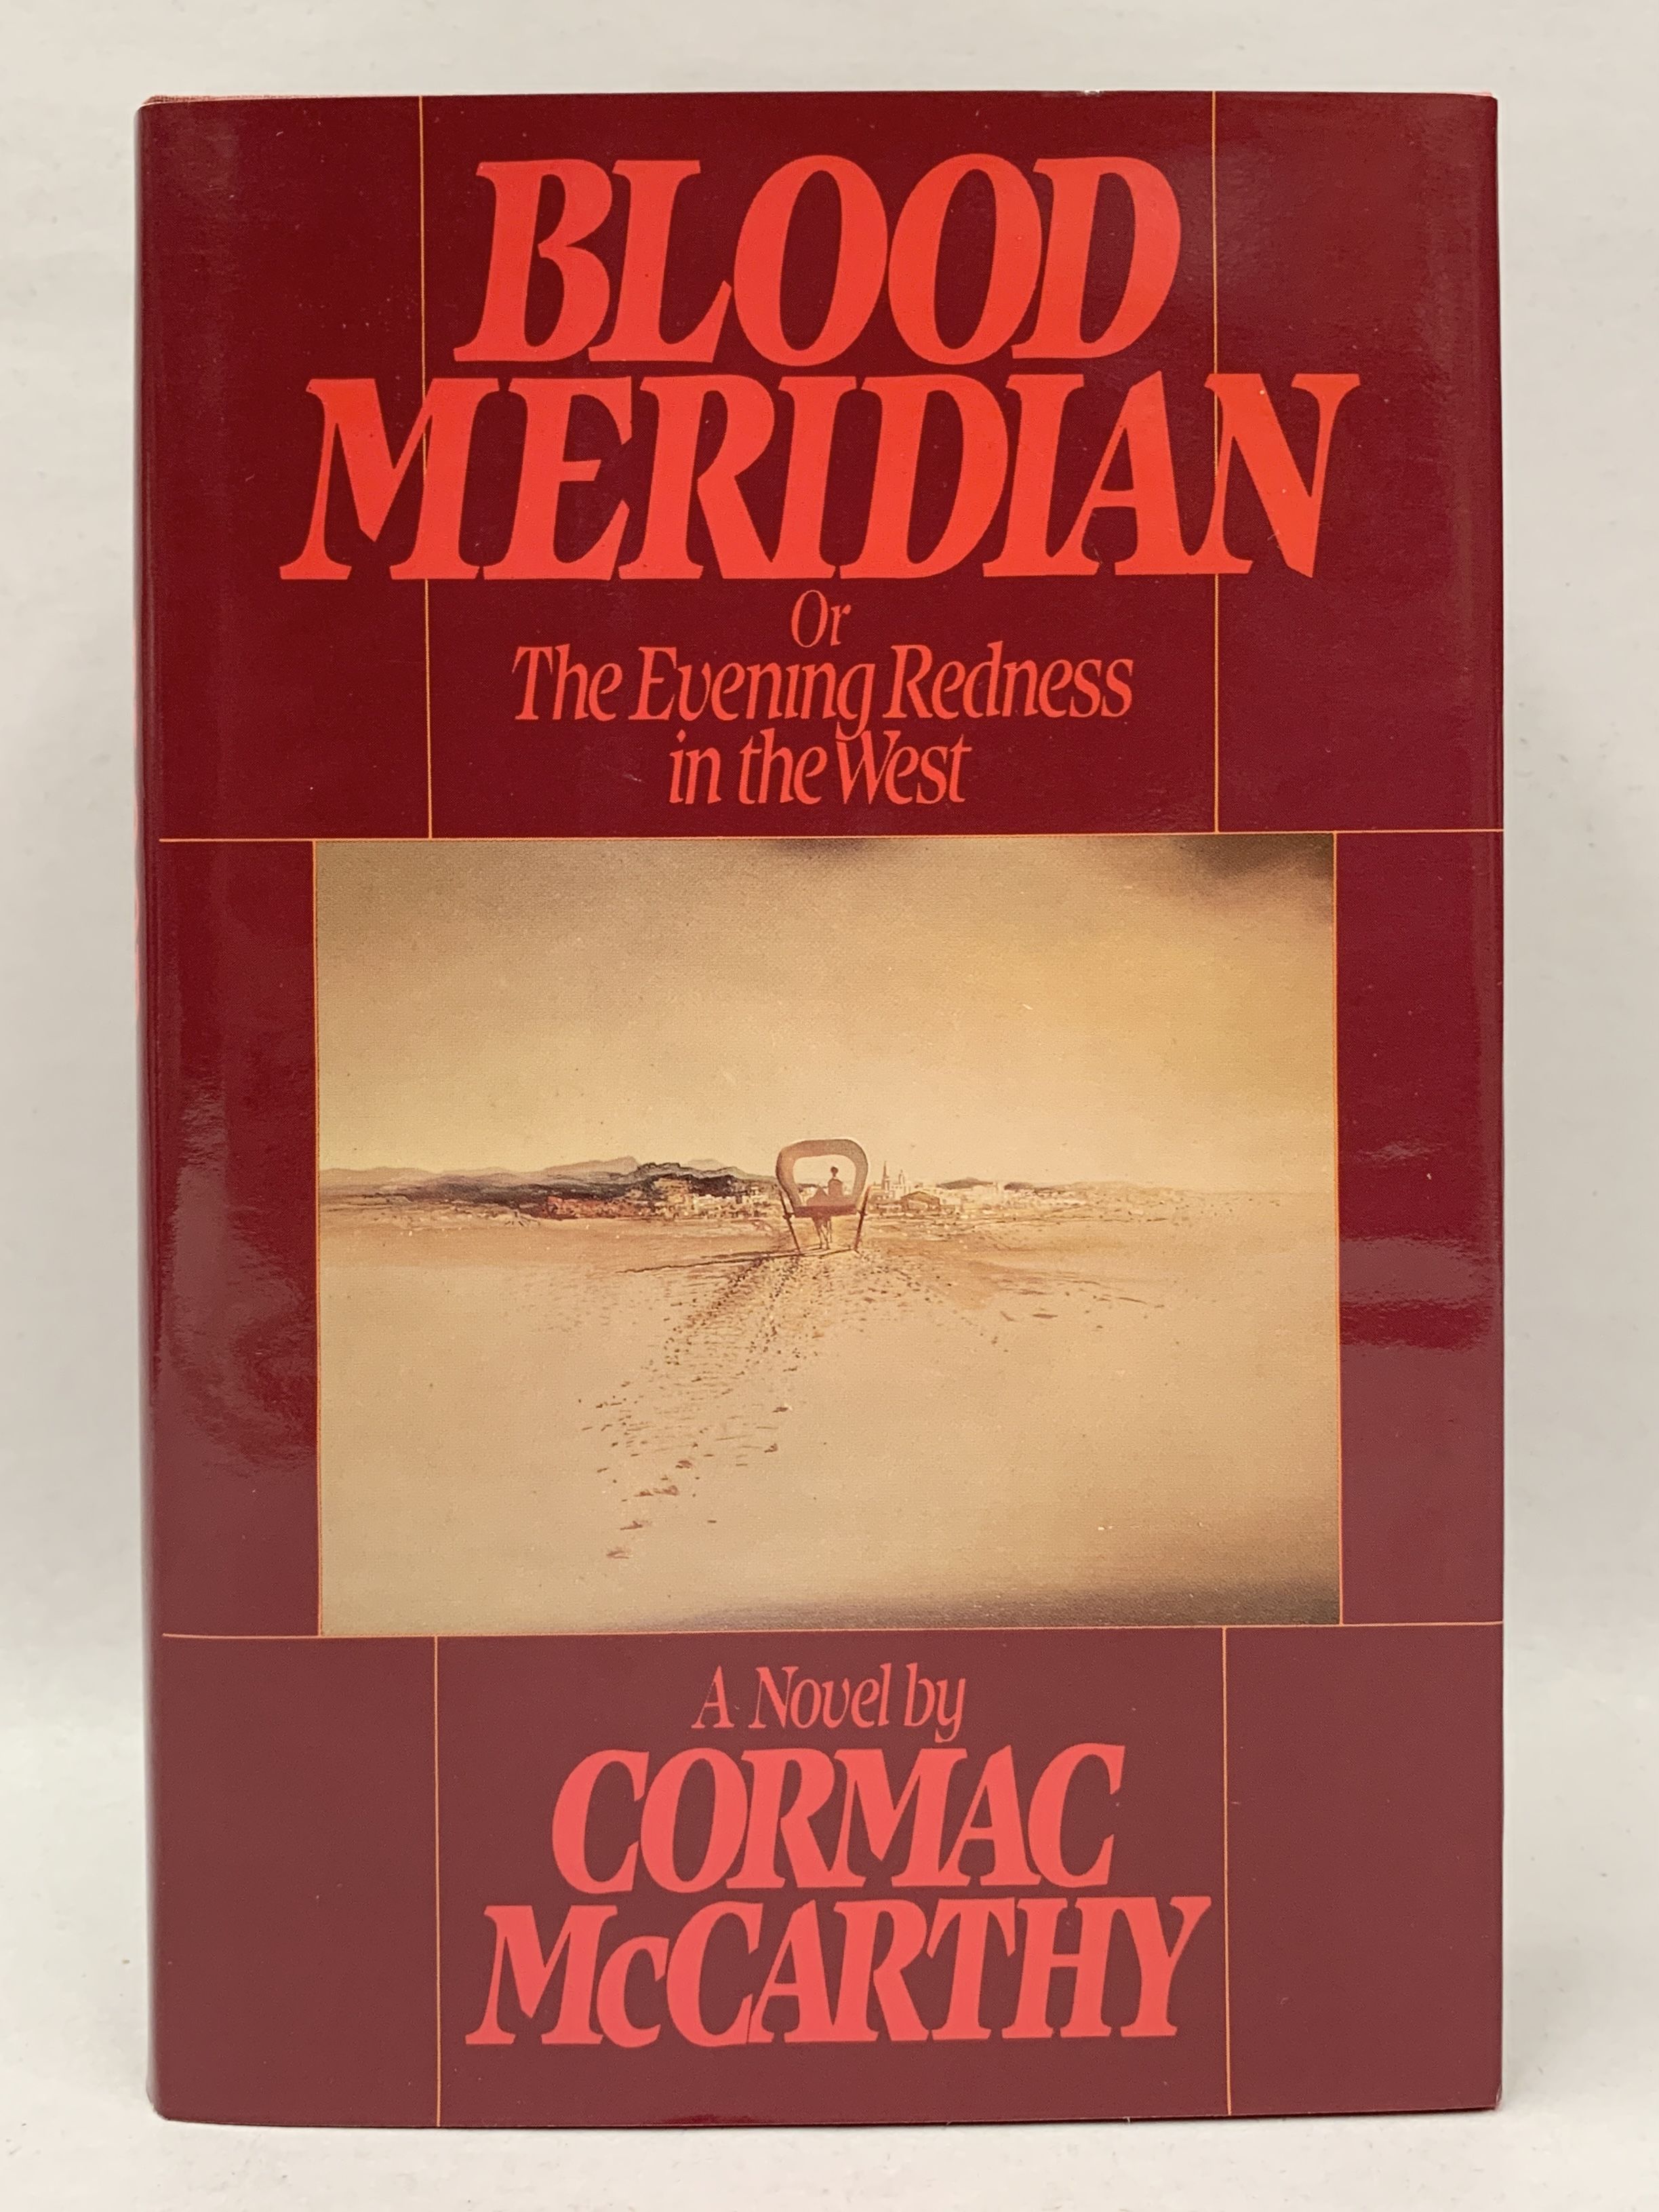 BLOOD
MERIDIAN
Or
The Evening Redness
in the West
A Novel by
CORMAC
McCARTHY